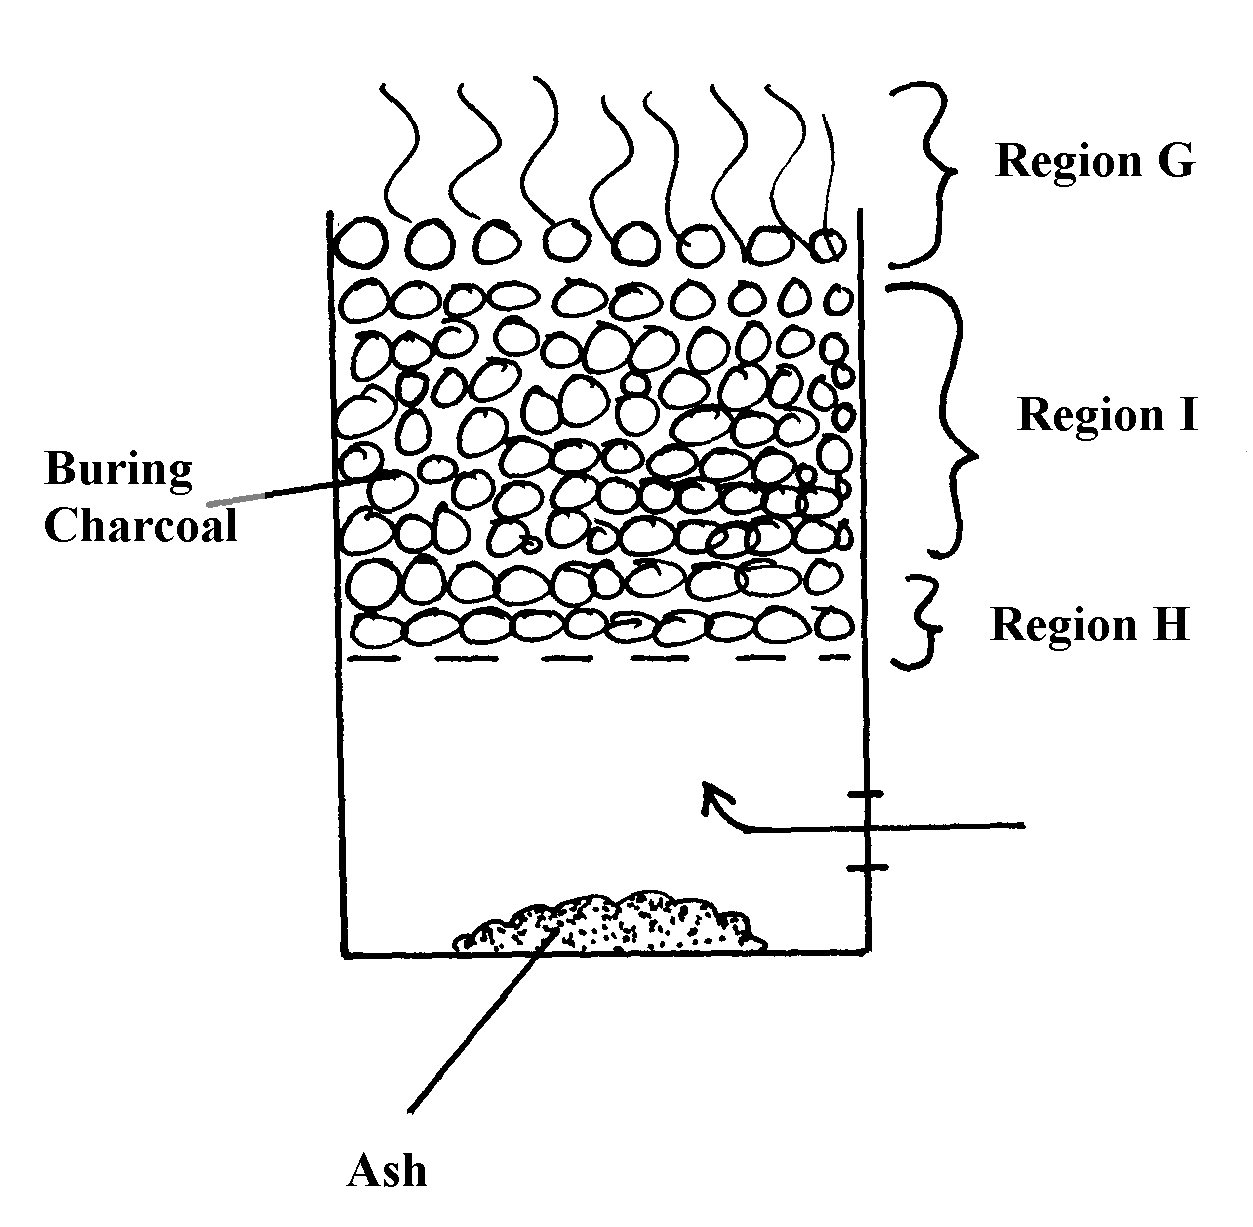 Region G
Region I
Buring
Charcoal
Region H
Ash